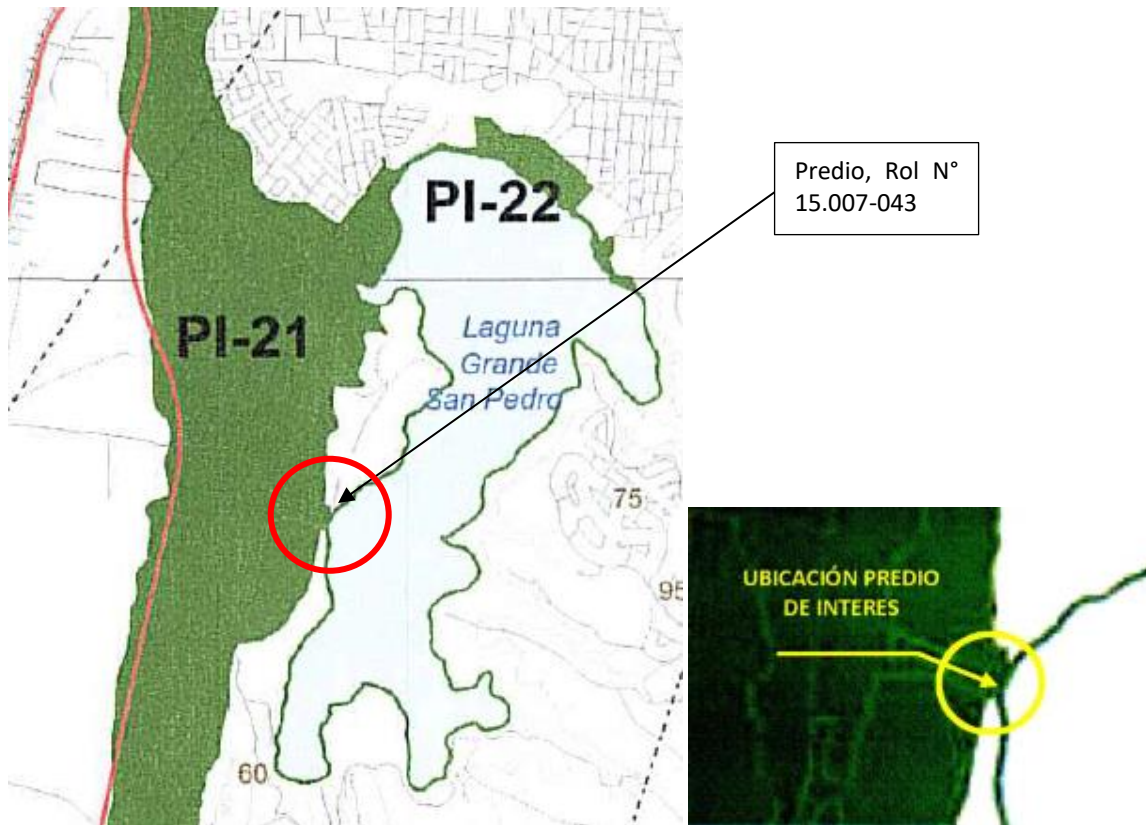 Predio, Rol N°
15.007-043
PI-22
PI-21
Laguna
Grande
San Pedro
75
95
60
UBICACIÓN PREDIO
DE INTERES